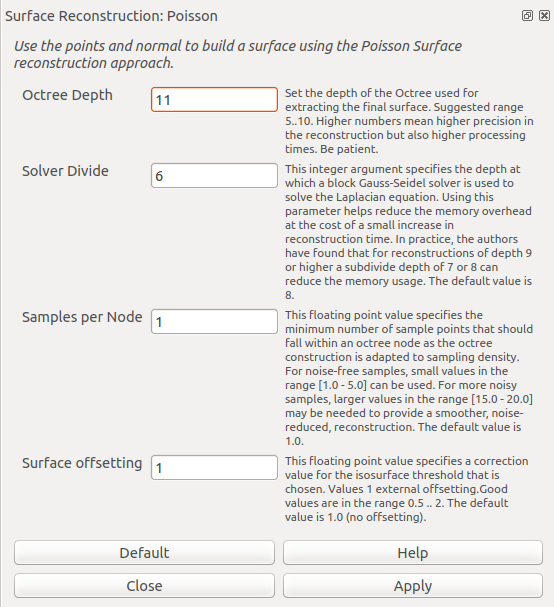 Surface Reconstruction: Poisson
Use the points and normal to build a surface using the Poisson Surface
reconstruction approach.
Octree Depth
11
Set the depth of the Octree used for
extracting the final surface. Suggested range
5..10. Higher numbers mean higher precision in
the reconstruction but also higher processing
times. Be patient.
Solver Divide
6
This integer argument specifies the depth at
which a block Gauss-Seidel solver is used to
solve the Laplacian equation. Using this
parameter helps reduce the memory overhead
at the cost of a small increase in
reconstruction time. In practice, the authors
have found that for reconstructions of depth 9
or higher a subdivide depth of 7 or 8 can
reduce the memory usage. The default value is
8.
Samples per Node
1
This floating point value specifies the
minimum number of sample points that should
fall within an octree node as the octree
construction is adapted to sampling density.
For noise-free samples, small values in the
range [1.0 - 5.0] can be used. For more noisy
samples, larger values in the range [15.0 - 20.0]
may be needed to provide a smoother, noise-
reduced, reconstruction. The default value is
1.0.
Surface offsetting
1
This floating point value specifies a correction
value for the isosurface threshold that is
chosen. Values 1 external offsetting.Good
values are in the range 0.5 .. 2. The default
value is 1.0 (no offsetting).
Default
Help
Close
Apply